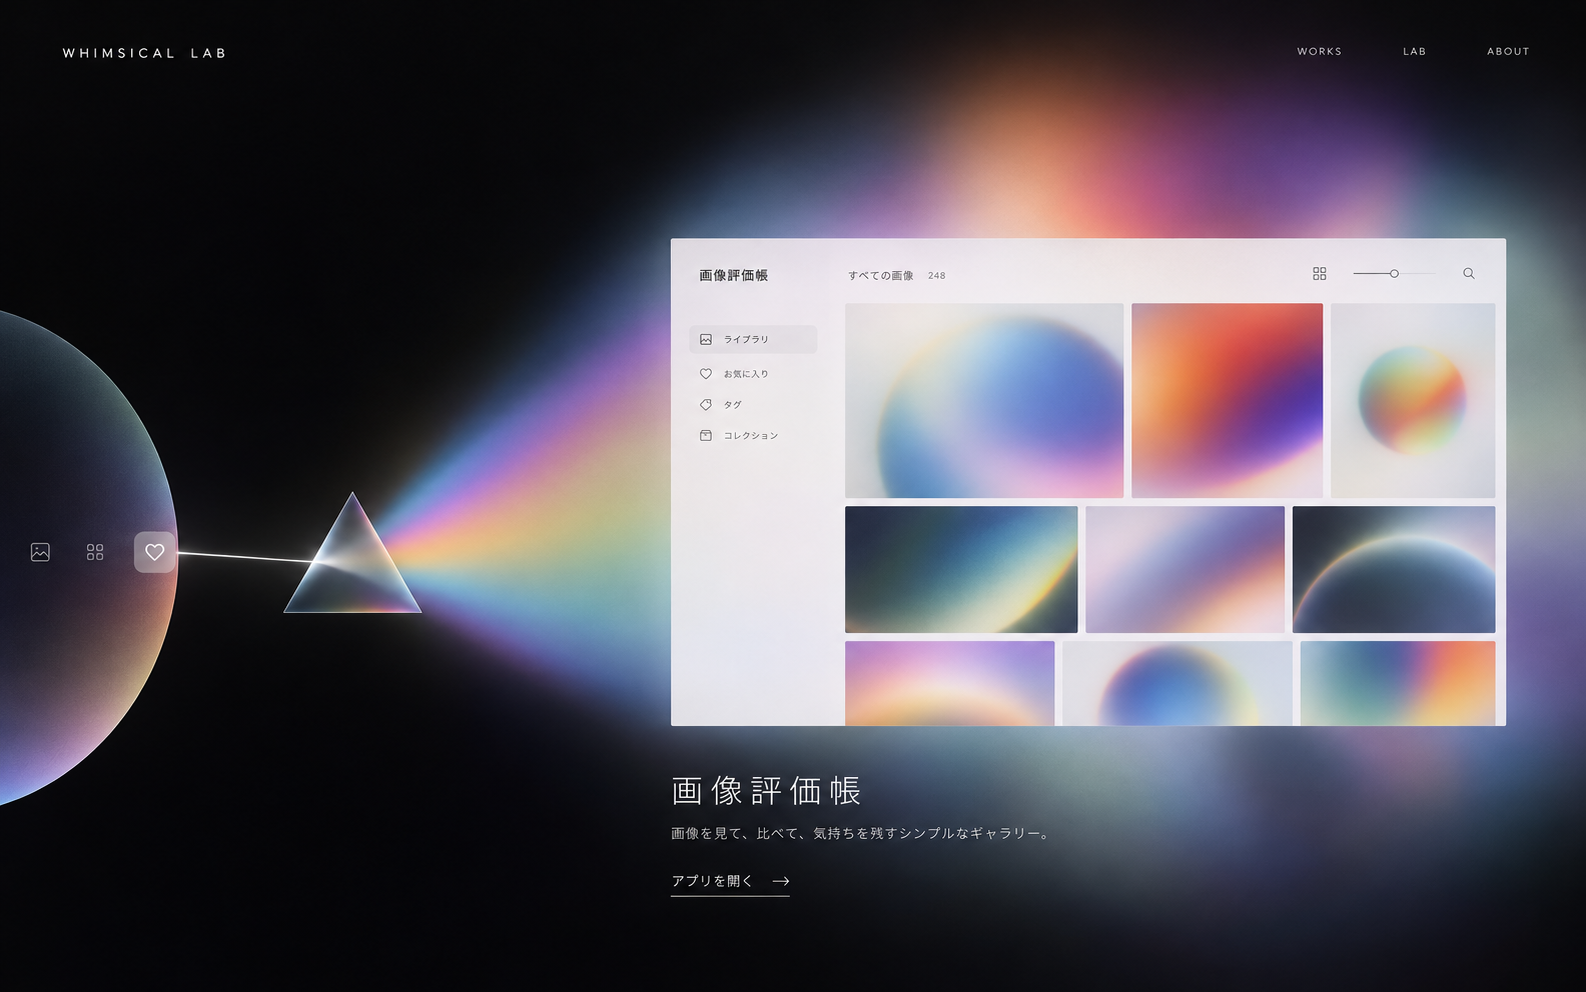 WHIMSICAL LAB
WORKS
LAB
ABOUT
画像評価帳
すべての画像 248
ライブラリ
お気に入り
タグ
コレクション
画像評価帳
画像を見て、比べて、気持ちを残すシンプルなギャラリー。
アプリを開く →